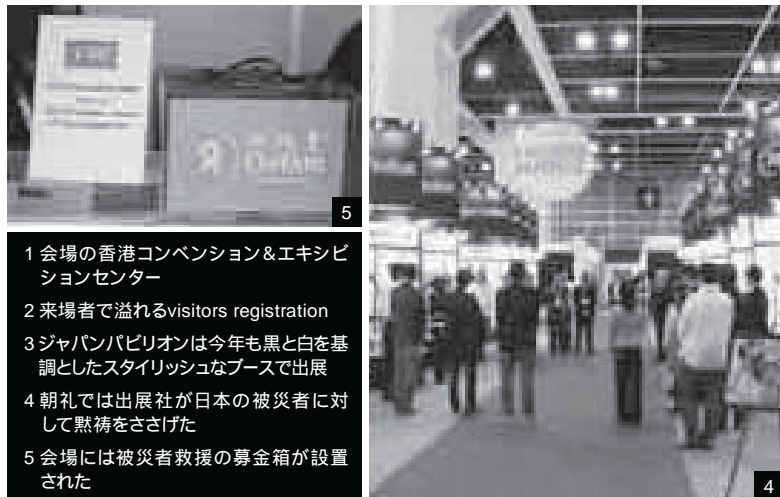 5
4
1 会場の香港コンベンション&エキシビ
ションセンター
2 来場者で溢れるvisitors registration
3 ジャパンパビリオンは今年も黒と白を基
調としたスタイリッシュなブースで出展
4 朝礼では出展社が日本の被災者に対
して黙祷をささげた
5 会場には被災者救援の募金箱が設置
された